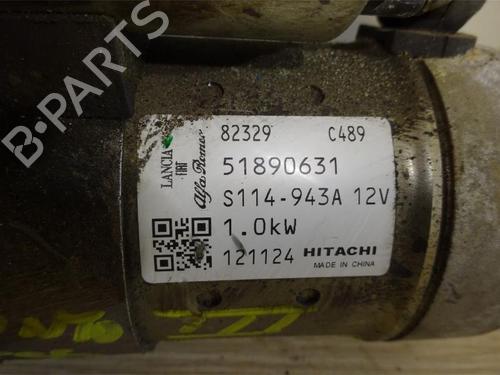 82329 C489
LANCIA FIAT Alfa Romeo
51890631
S114-943A 12V
1.0kW
121124 HITACHI
MADE IN CHINA
B-PARTS